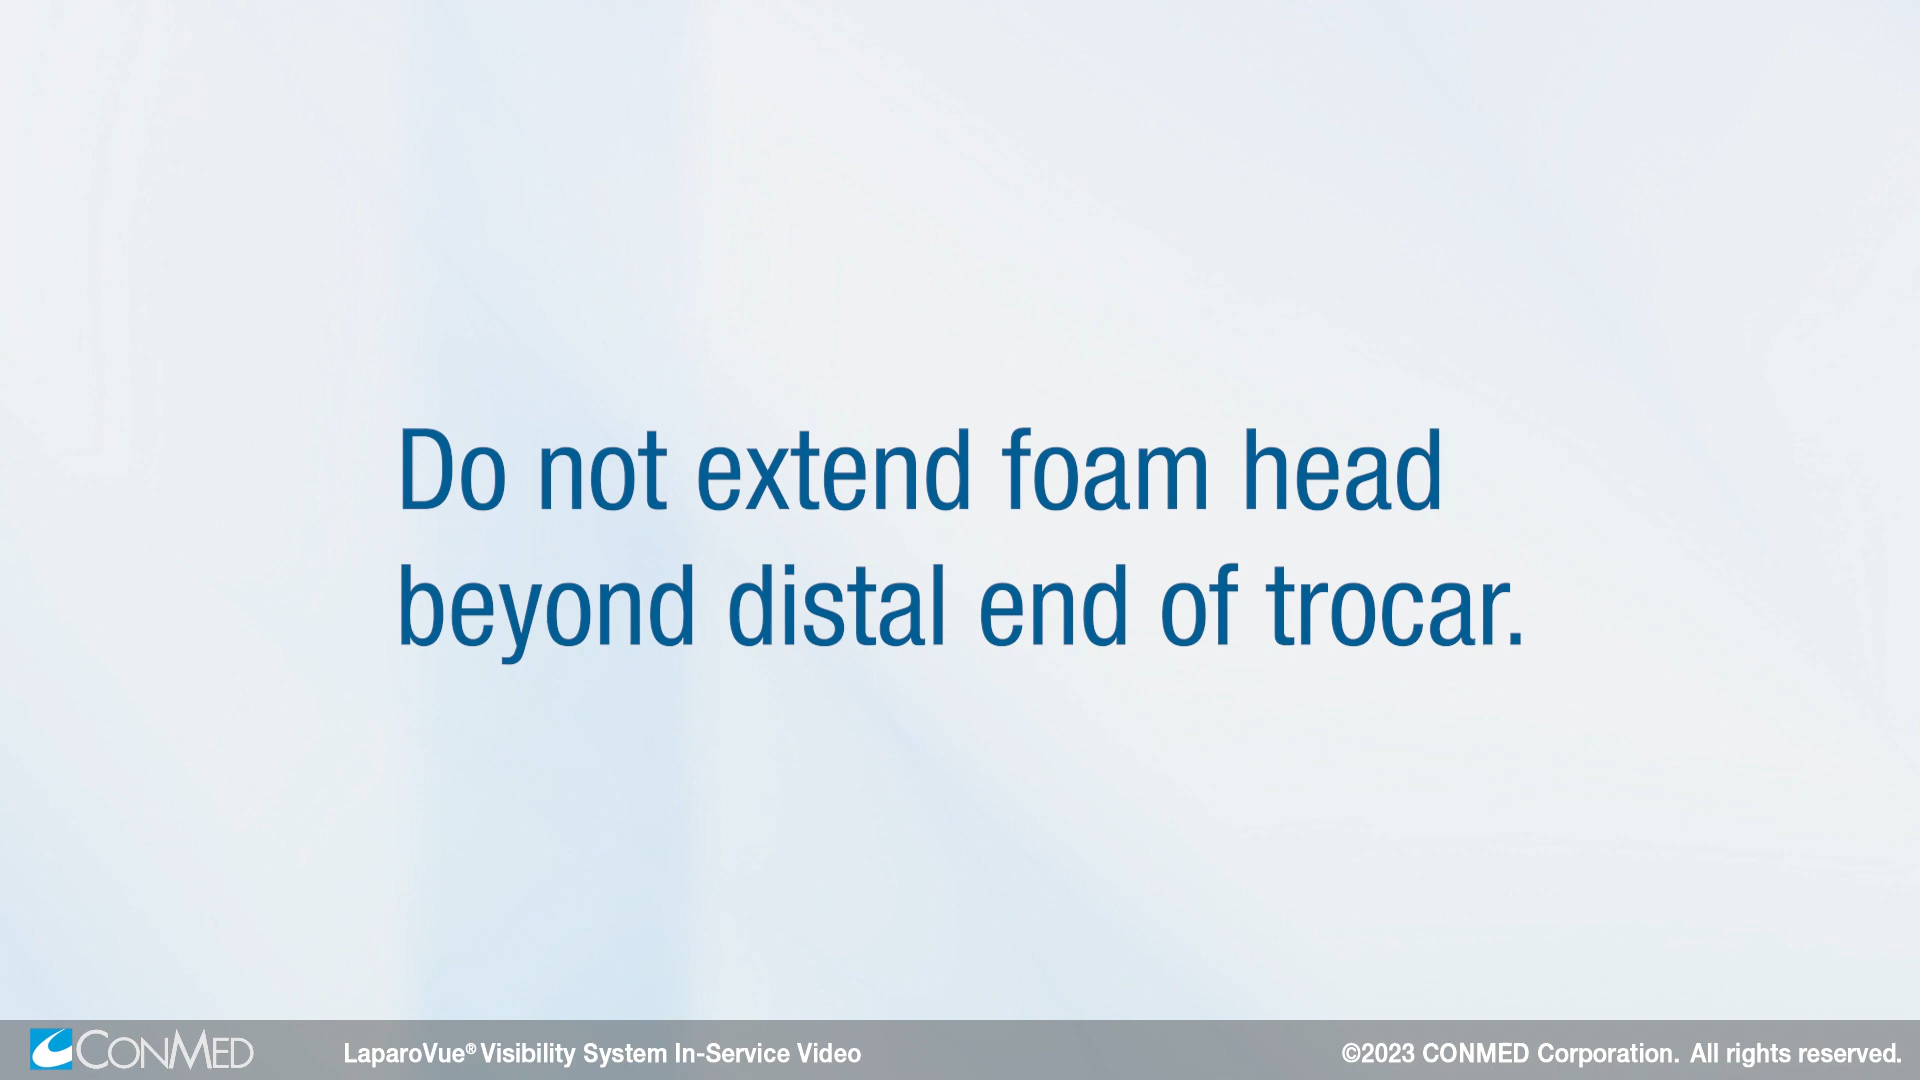 Do not extend foam head
beyond distal end of trocar.
CONMED
LaparoVue® Visibility System In-Service Video
©2023 CONMED Corporation. All rights reserved.